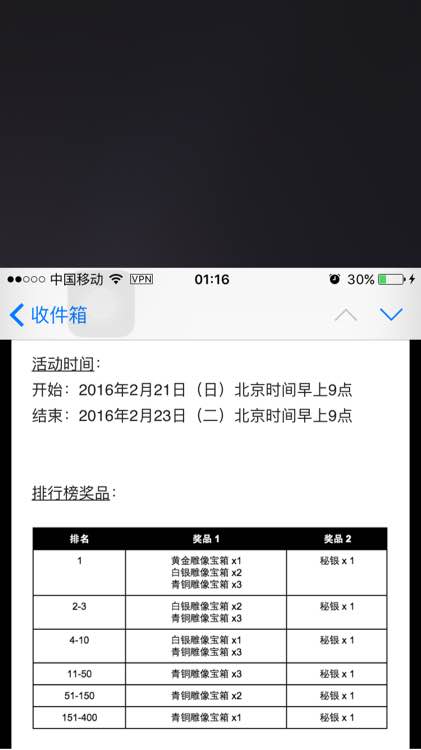 中国移动 VPN 01:16 30%
收件箱
活动时间：
开始：2016年2月21日（日）北京时间早上9点
结束：2016年2月23日（二）北京时间早上9点
排行榜奖品：
排名 奖品 1 奖品 2
1 黄金雕像宝箱 x1 秘银 x 1
白银雕像宝箱 x2
青铜雕像宝箱 x3
2-3 白银雕像宝箱 x2 秘银 x 1
青铜雕像宝箱 x3
4-10 白银雕像宝箱 x1 秘银 x 1
青铜雕像宝箱 x3
11-50 青铜雕像宝箱 x3 秘银 x 1
51-150 青铜雕像宝箱 x2 秘银 x 1
151-400 青铜雕像宝箱 x1 秘银 x 1